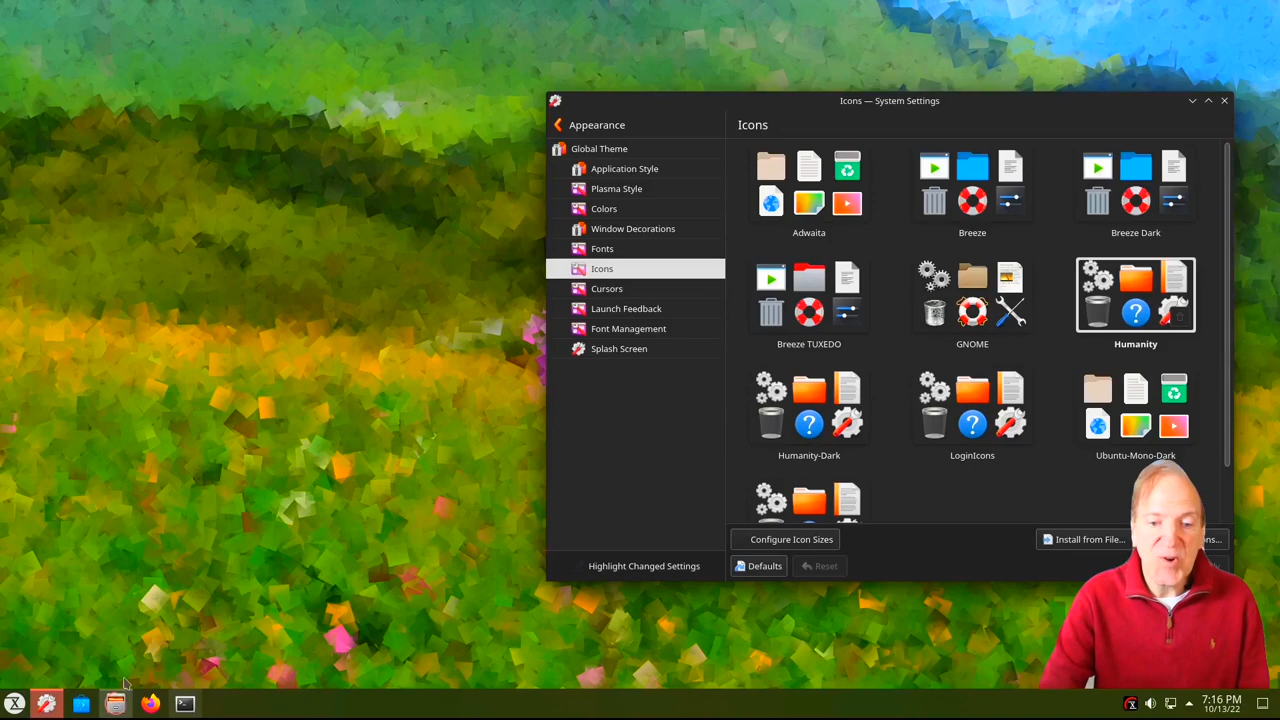 Icons — System Settings
Appearance
Icons
Global Theme
Application Style
Plasma Style
Colors
Window Decorations
Fonts
Icons
Cursors
Launch Feedback
Font Management
Splash Screen
Adwaita
Breeze
Breeze Dark
Breeze TUXEDO
GNOME
Humanity
Humanity-Dark
LoginIcons
Ubuntu-Mono-Dark
Configure Icon Sizes
Install from File...
ons...
Highlight Changed Settings
Defaults
Reset
7:16 PM
10/13/22